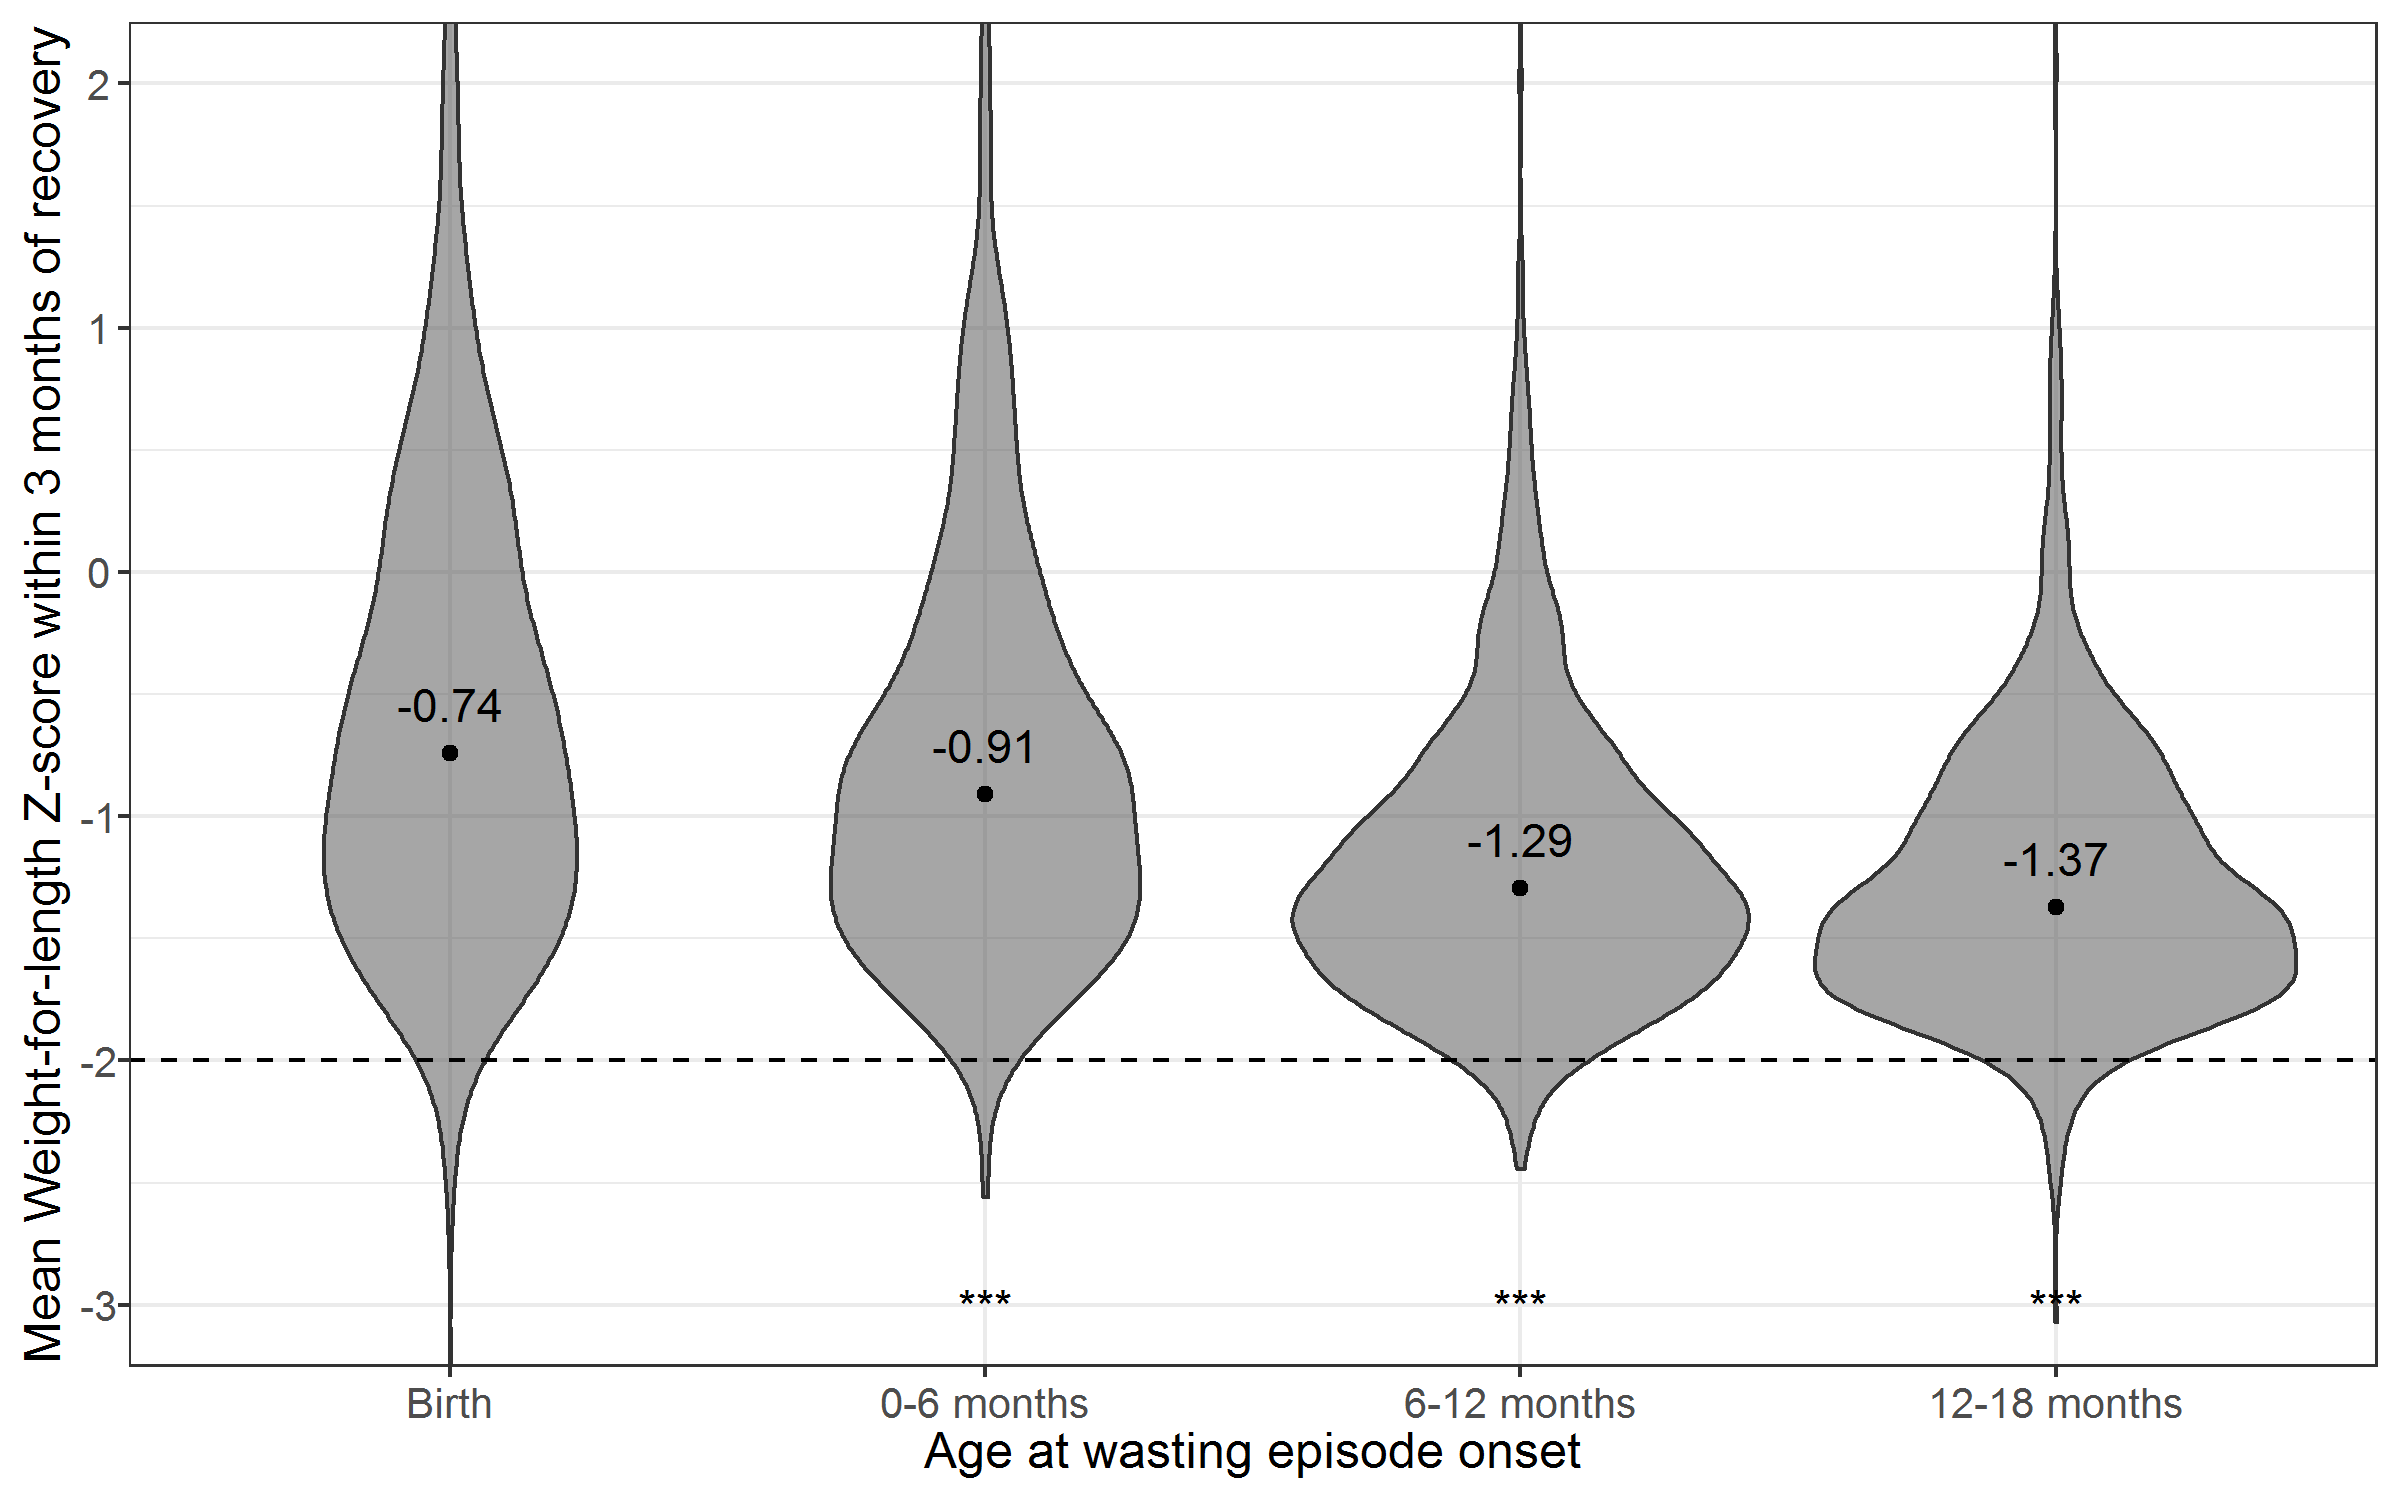 Mean Weight-for-length Z-score within 3 months of recovery
2
1
0
-1
-2
-3
-0.74
-0.91
-1.29
-1.37
***
***
***
Birth
0-6 months
6-12 months
12-18 months
Age at wasting episode onset